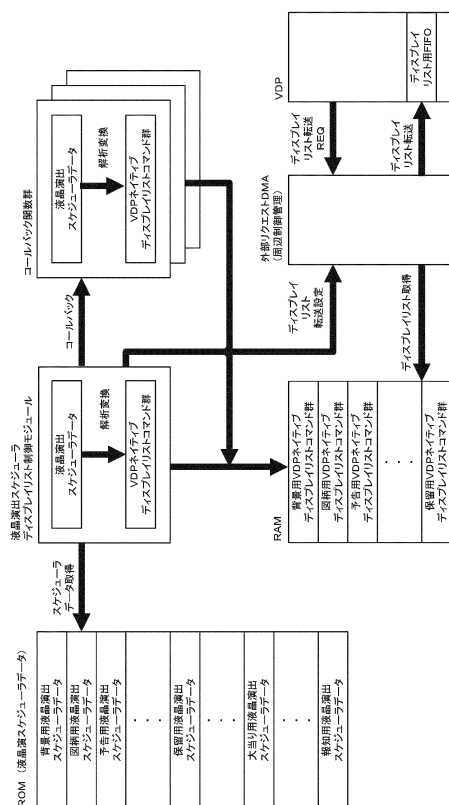 ROM（液晶演スケジューラデータ）
背景用液晶演出
スケジューラデータ
図柄用液晶演出
スケジューラデータ
予告用液晶演出
スケジューラデータ
・・・
保留用液晶演出
スケジューラデータ
・・・
大当り用液晶演出
スケジューラデータ
・・・
報知用液晶演出
スケジューラデータ
スケジューラ
データ取得
液晶演出スケジューラ
ディスプレイリスト制御モジュール
液晶演出
スケジューラデータ
解析変換
VDPネイティブ
ディスプレイリストコマンド群
コールバック
コールバック関数群
液晶演出
スケジューラデータ
解析変換
VDPネイティブ
ディスプレイリストコマンド群
RAM
背景用VDPネイティブ
ディスプレイリストコマンド群
図柄用VDPネイティブ
ディスプレイリストコマンド群
予告用VDPネイティブ
ディスプレイリストコマンド群
・・・
保留用VDPネイティブ
ディスプレイリストコマンド群
ディスプレイ
リスト
転送設定
ディスプレイリスト取得
外部リクエストDMA
（周辺制御管理）
ディスプレイ
リスト転送
REQ
ディスプレイ
リスト転送
VDP
ディスプレイ
リスト用FIFO